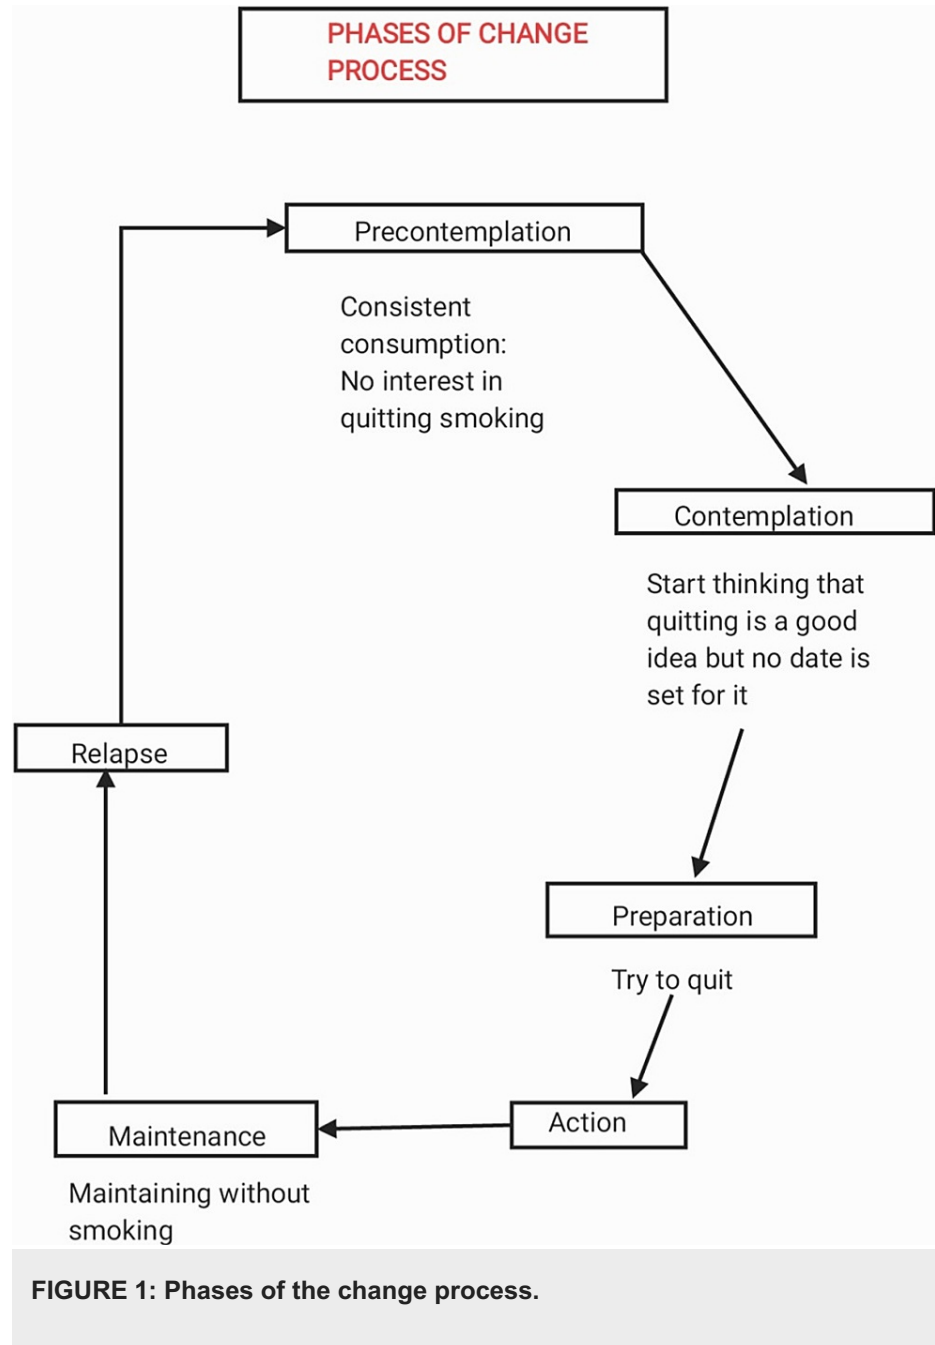 PHASES OF CHANGE
PROCESS
Precontemplation
Consistent
consumption:
No interest in
quitting smoking
Contemplation
Start thinking that
quitting is a good
idea but no date is
set for it
Relapse
Preparation
Try to quit
Action
Maintenance
Maintaining without
smoking
FIGURE 1: Phases of the change process.